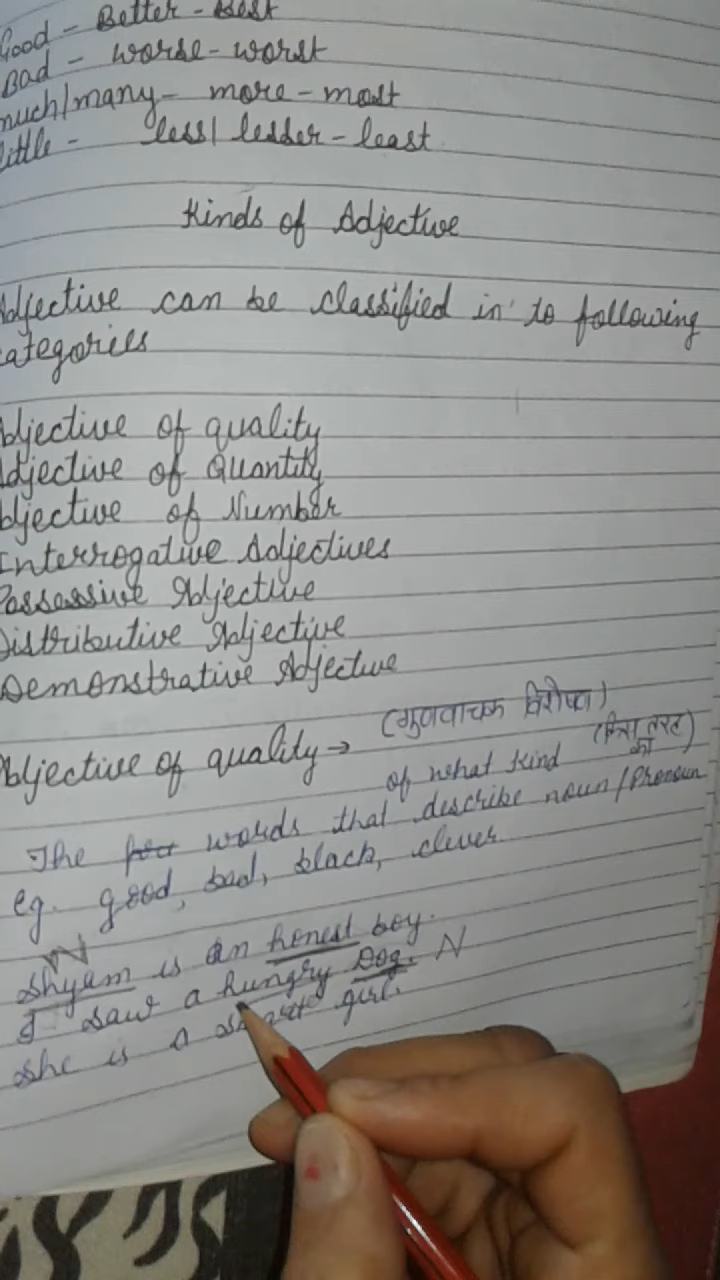 Good - Better - Best
Bad - worse - worst
much/many - more - most
little - less/ lesser - least
Kinds of Adjective
Adjective can be classified in to following
categories
Adjective of quality
Adjective of Quantity
Adjective of Number
Interrogative Adjectives
Possessive Adjective
Distributive Adjective
Demonstrative Adjective
Adjective of quality → (गुणवाचक विशेषण)
of what kind (किस तरह का)
The words that describe noun/Pronoun
eg. good, bad, black, clever
N
Shyam is an honest boy.
I saw a hungry Dog. N
She is a smart girl.